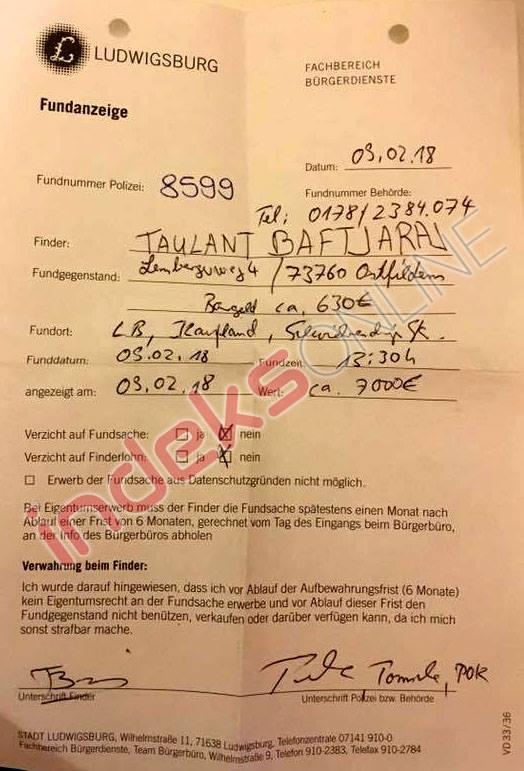 LUDWIGSBURG
FACHBEREICH
BÜRGERDIENSTE
Fundanzeige
Datum: 09.02.18
Fundnummer Polizei: 8599
Fundnummer Behörde:
Tel: 0178/2384.074
Finder: TAULANT BAFTJARAJ
Fundgegenstand: Lembergweg 4 / 73760 Ostfildern
Bargeld ca. 630€
Fundort: LB, Kaufland,
Funddatum: 09.02.18 Fundzeit 13:30h
angezeigt am: 09.02.18 Wert: ca. 7000€
Verzicht auf Fundsache: ja nein
Verzicht auf Finderlohn: ja nein
Erwerb der Fundsache aus Datenschutzgründen nicht möglich.
Bei Eigentumserwerb muss der Finder die Fundsache spätestens einen Monat nach
Ablauf einer Frist von 6 Monaten, gerechnet vom Tag des Eingangs beim Bürgerbüro,
an der Info des Bürgerbüros abholen
Verwahrung beim Finder:
Ich wurde darauf hingewiesen, dass ich vor Ablauf der Aufbewahrungsfrist (6 Monate)
kein Eigentumsrecht an der Fundsache erwerbe und vor Ablauf dieser Frist den
Fundgegenstand nicht benützen, verkaufen oder darüber verfügen kann, da ich mich
sonst strafbar mache.
POK
Unterschrift Finder
Unterschrift Polizei bzw. Behörde
STADT LUDWIGSBURG, Wilhelmstraße 11, 71638 Ludwigsburg, Telefonzentrale 07141 910-0
Fachbereich Bürgerdienste, Team Bürgerbüro, Wilhelmstraße 9, Telefon 910-2383, Telefax 910-2784
VD 33/36
indeksONLINE